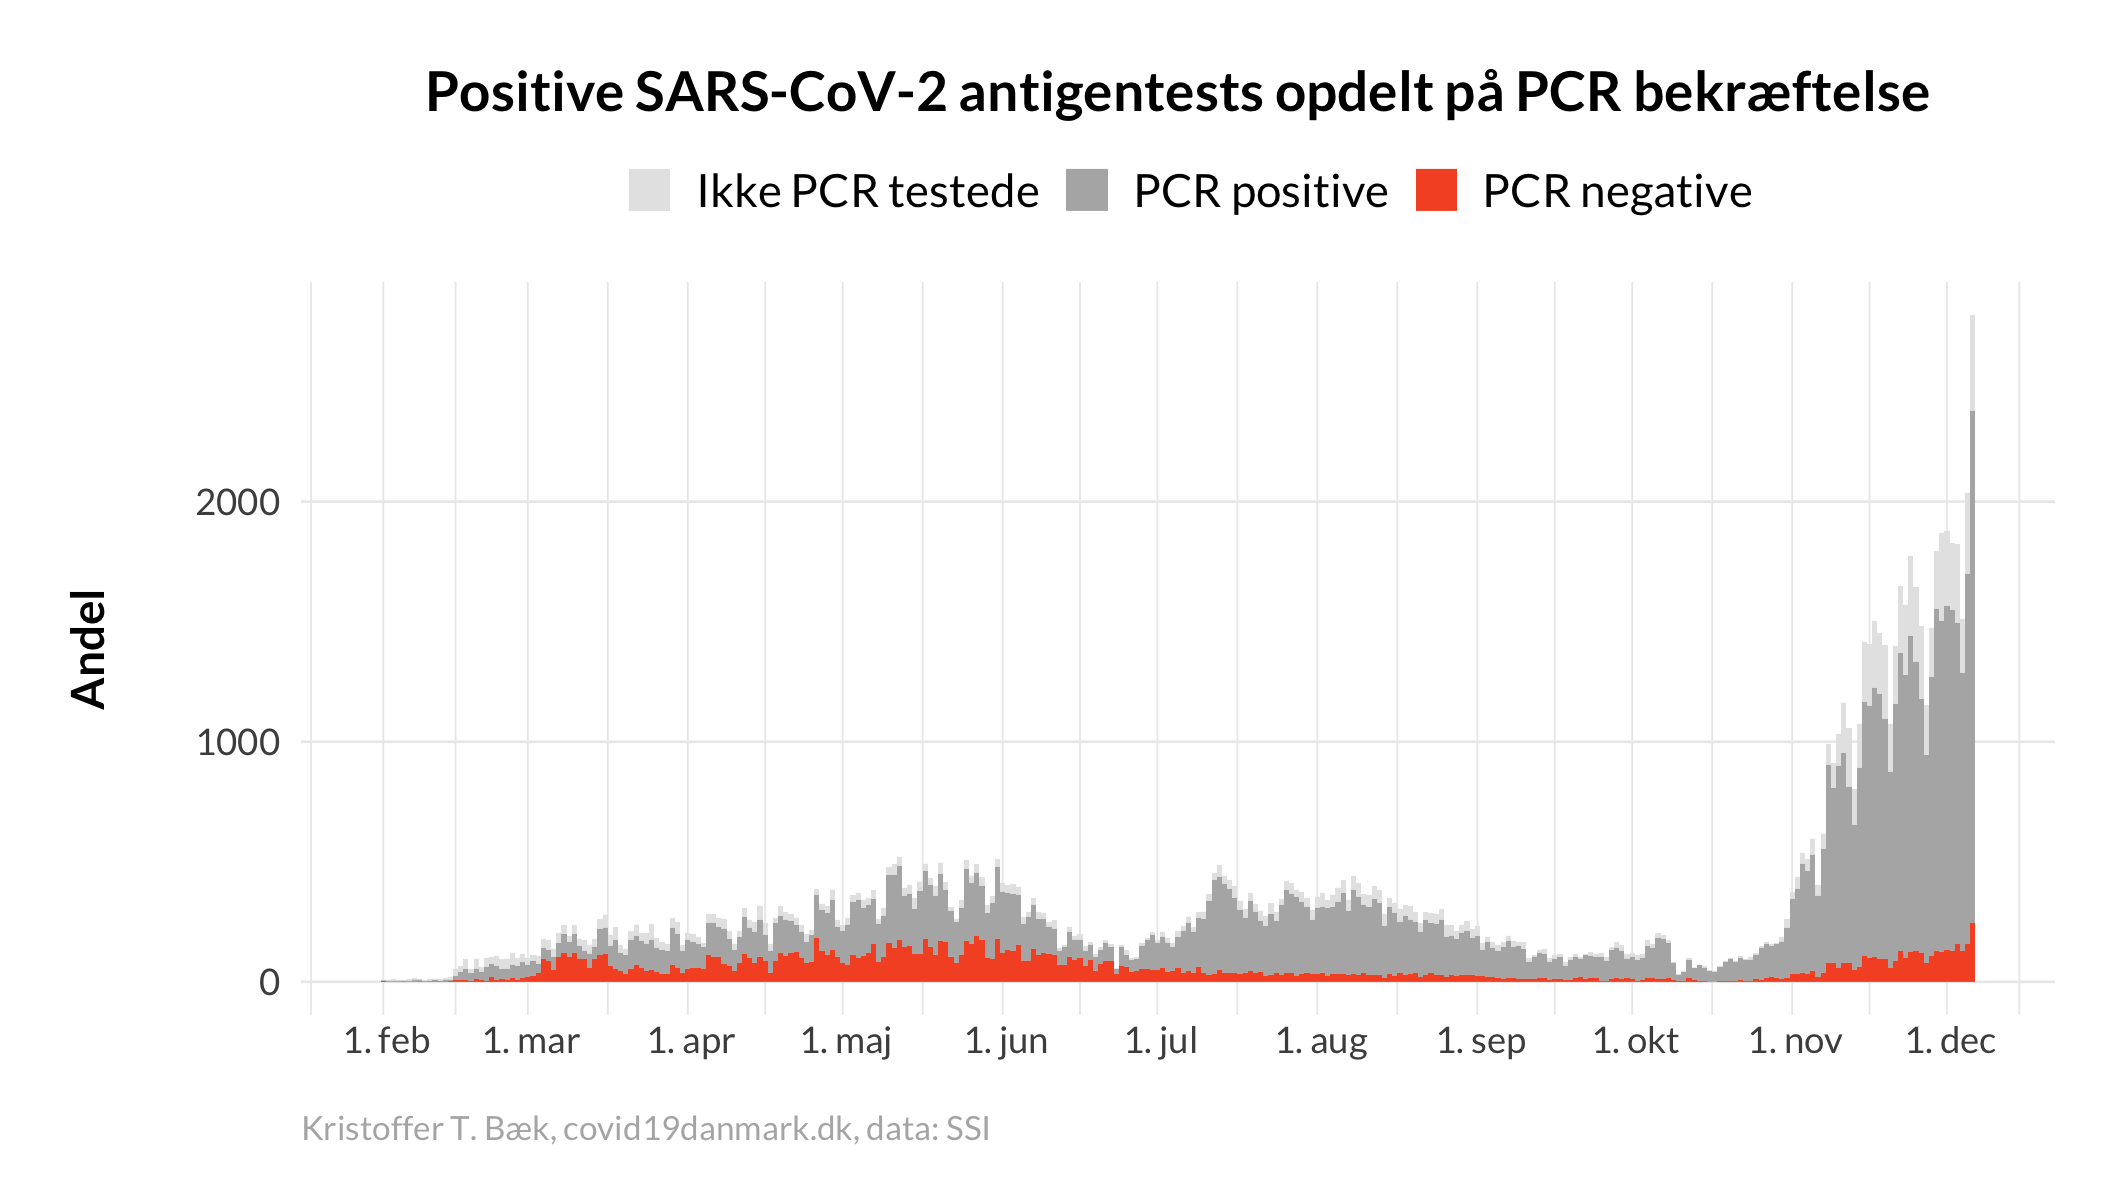 Positive SARS-CoV-2 antigentests opdelt på PCR bekræftelse
Ikke PCR testede PCR positive PCR negative
Andel
2000
1000
0
1. feb 1. mar 1. apr 1. maj 1. jun 1. jul 1. aug 1. sep 1. okt 1. nov 1. dec
Kristoffer T. Bæk, covid19danmark.dk, data: SSI